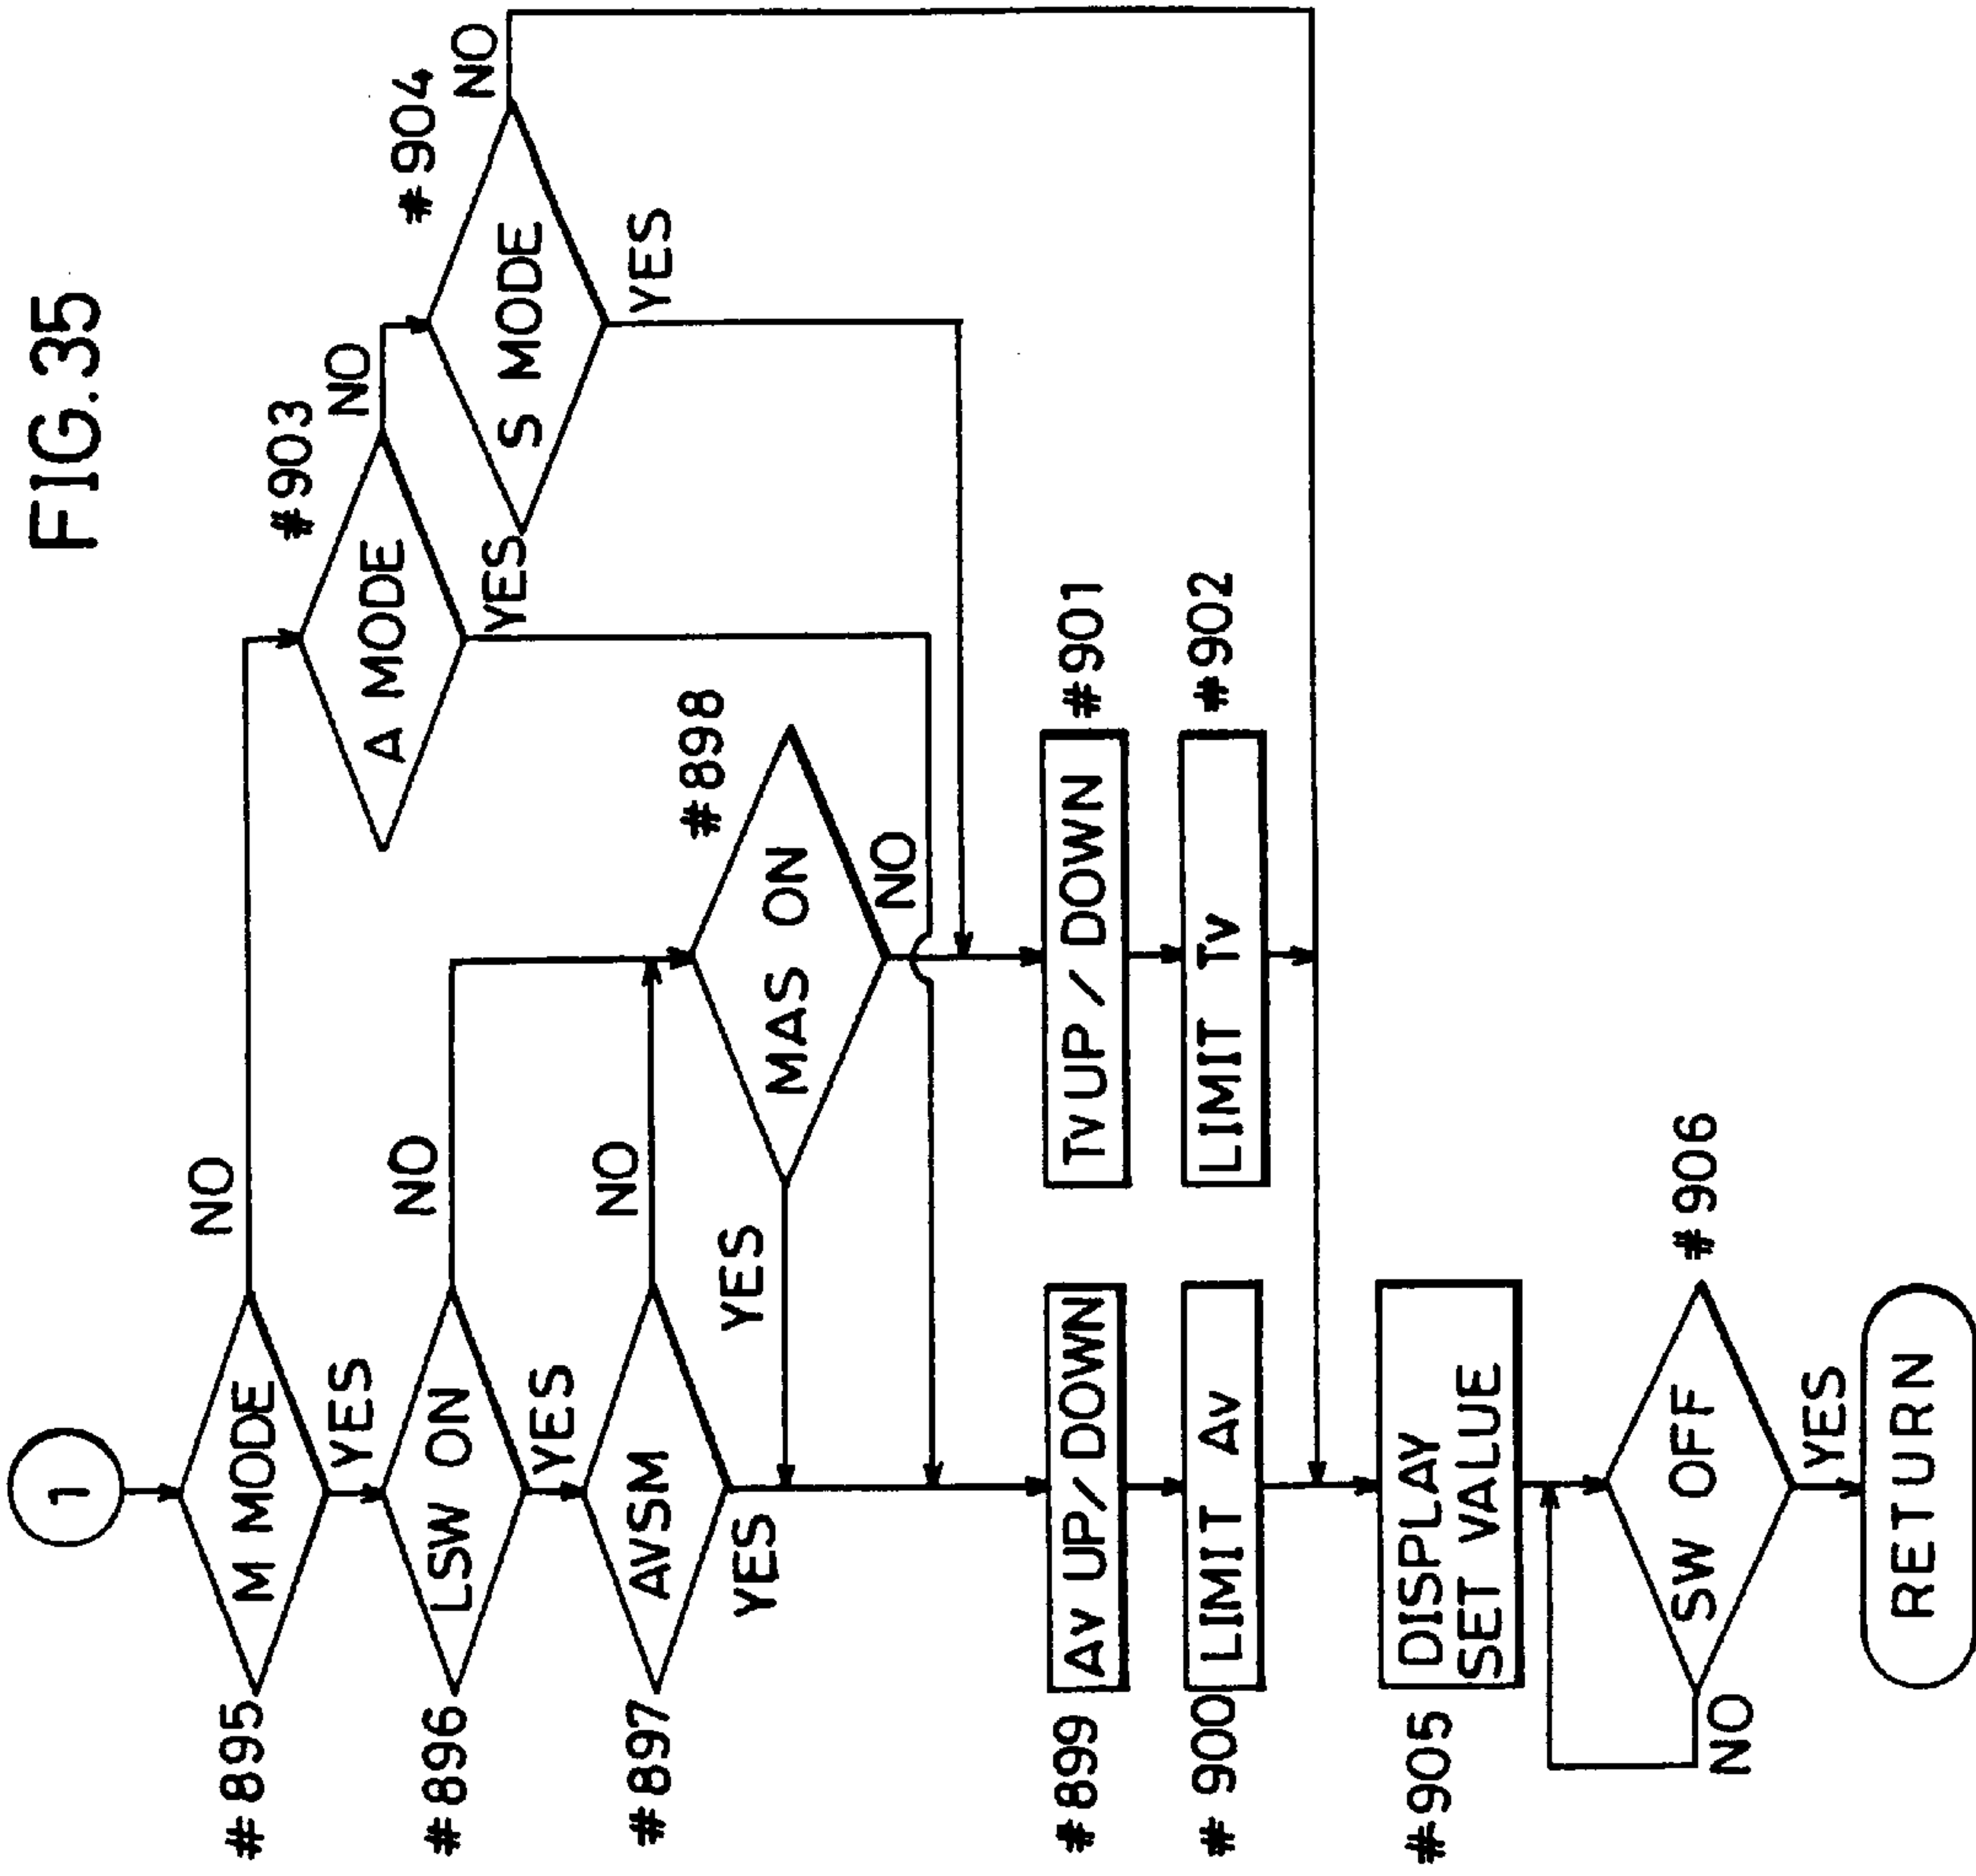 FIG.35
1
#895
M MODE
NO
YES
#896
LSW ON
NO
YES
#897
AVSM
NO
YES
#898
MAS ON
YES
NO
#903
A MODE
NO
YES
#904
S MODE
NO
YES
#899
Av UP/DOWN
#900
LIMIT Av
#901
Tv UP/DOWN
#902
LIMIT Tv
#905
DISPLAY
SET VALUE
#906
SW OFF
NO
YES
RETURN